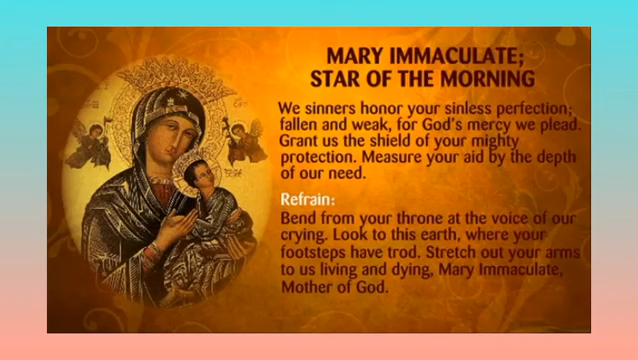 MARY IMMACULATE;
STAR OF THE MORNING
We sinners honor your sinless perfection;
fallen and weak, for God's mercy we plead.
Grant us the shield of your mighty
protection. Measure your aid by the depth
of our need.
Refrain:
Bend from your throne at the voice of our
crying. Look to this earth, where your
footsteps have trod. Stretch out your arms
to us living and dying, Mary Immaculate,
Mother of God.